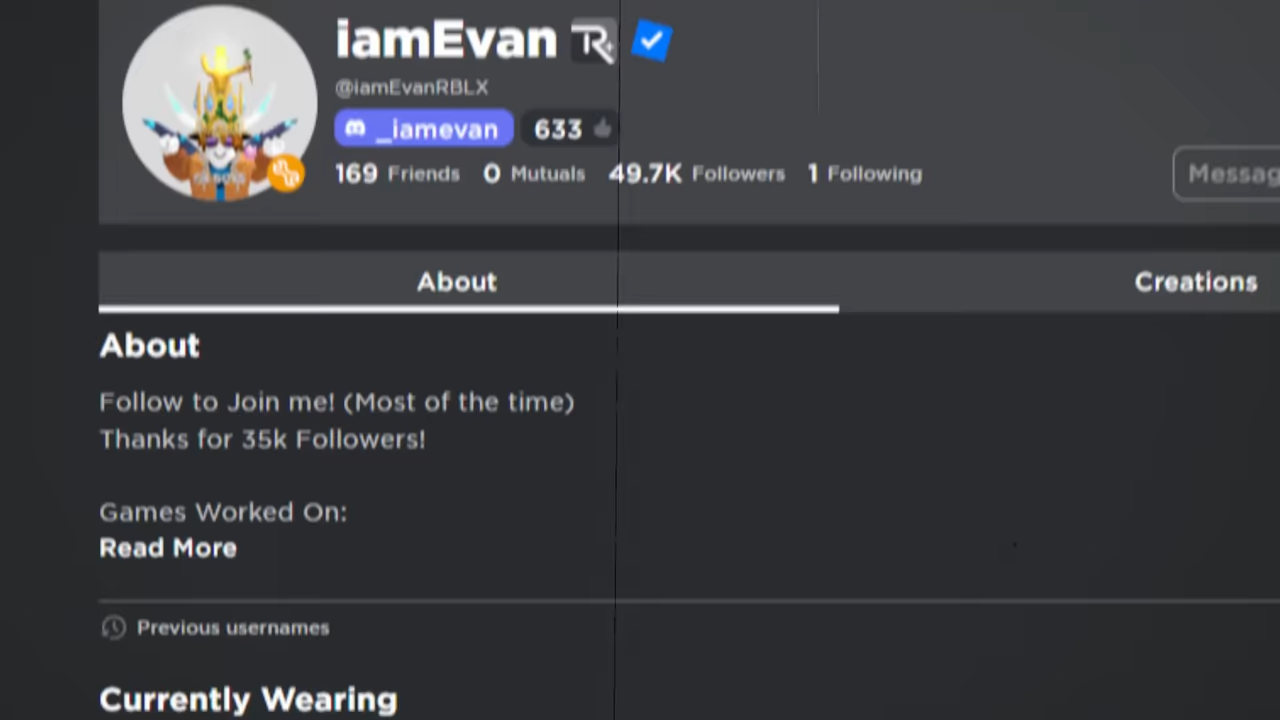 iamEvan
@iamEvanRBLX
_iamevan 633
169 Friends 0 Mutuals 49.7K Followers 1 Following
Messag
About Creations
About
Follow to Join me! (Most of the time)
Thanks for 35k Followers!
Games Worked On:
Read More
Previous usernames
Currently Wearing